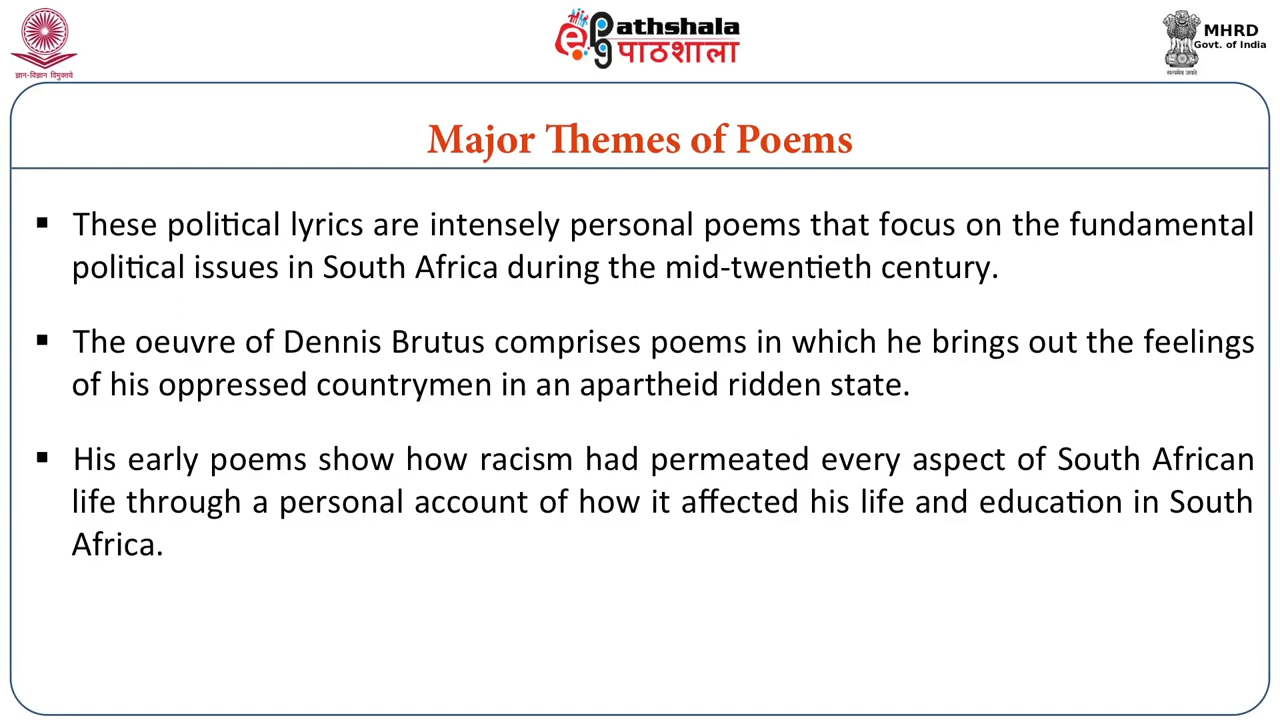 ज्ञान-विज्ञान विमुक्तये
ePathshala
पाठशाला
MHRD
Govt. of India
सत्यमेव जयते
Major Themes of Poems
▪ These political lyrics are intensely personal poems that focus on the fundamental
political issues in South Africa during the mid-twentieth century.
▪ The oeuvre of Dennis Brutus comprises poems in which he brings out the feelings
of his oppressed countrymen in an apartheid ridden state.
▪ His early poems show how racism had permeated every aspect of South African
life through a personal account of how it affected his life and education in South
Africa.